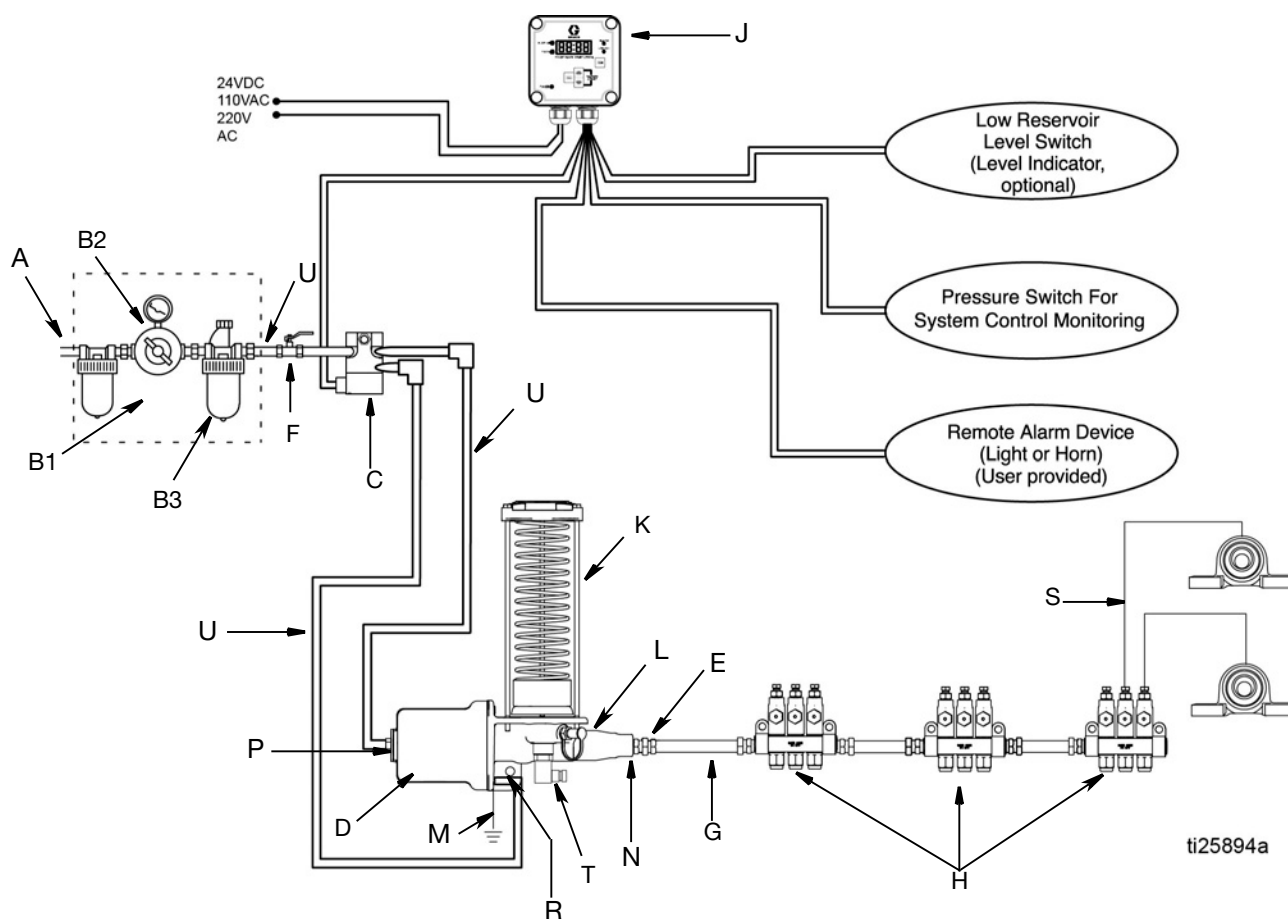 J
24VDC
110VAC
220V
AC
Low Reservoir
Level Switch
(Level Indicator,
optional)
B2
A
U
Pressure Switch For
System Control Monitoring
F
U
B1
B3
C
Remote Alarm Device
(Light or Horn)
(User provided)
K
S
U
L
E
P
D
M
R
T
N
G
H
ti25894a